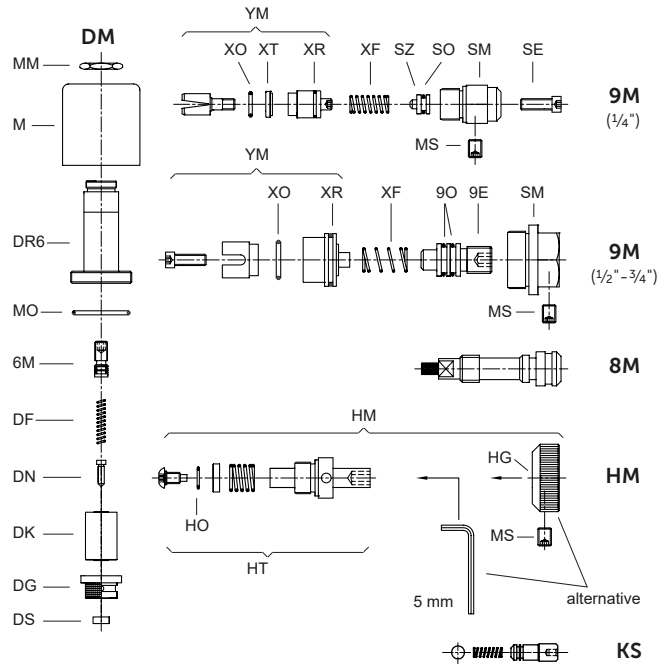 DM
MM
M
DR6
MO
6M
DF
DN
DK
DG
DS
YM
XO XT XR XF SZ SO SM SE
MS
9M
(1/4")
YM
XO XR XF 9O 9E SM
MS
9M
(1/2"-3/4")
8M
HM
HG
HM
HO
MS
HT
5 mm
alternative
KS